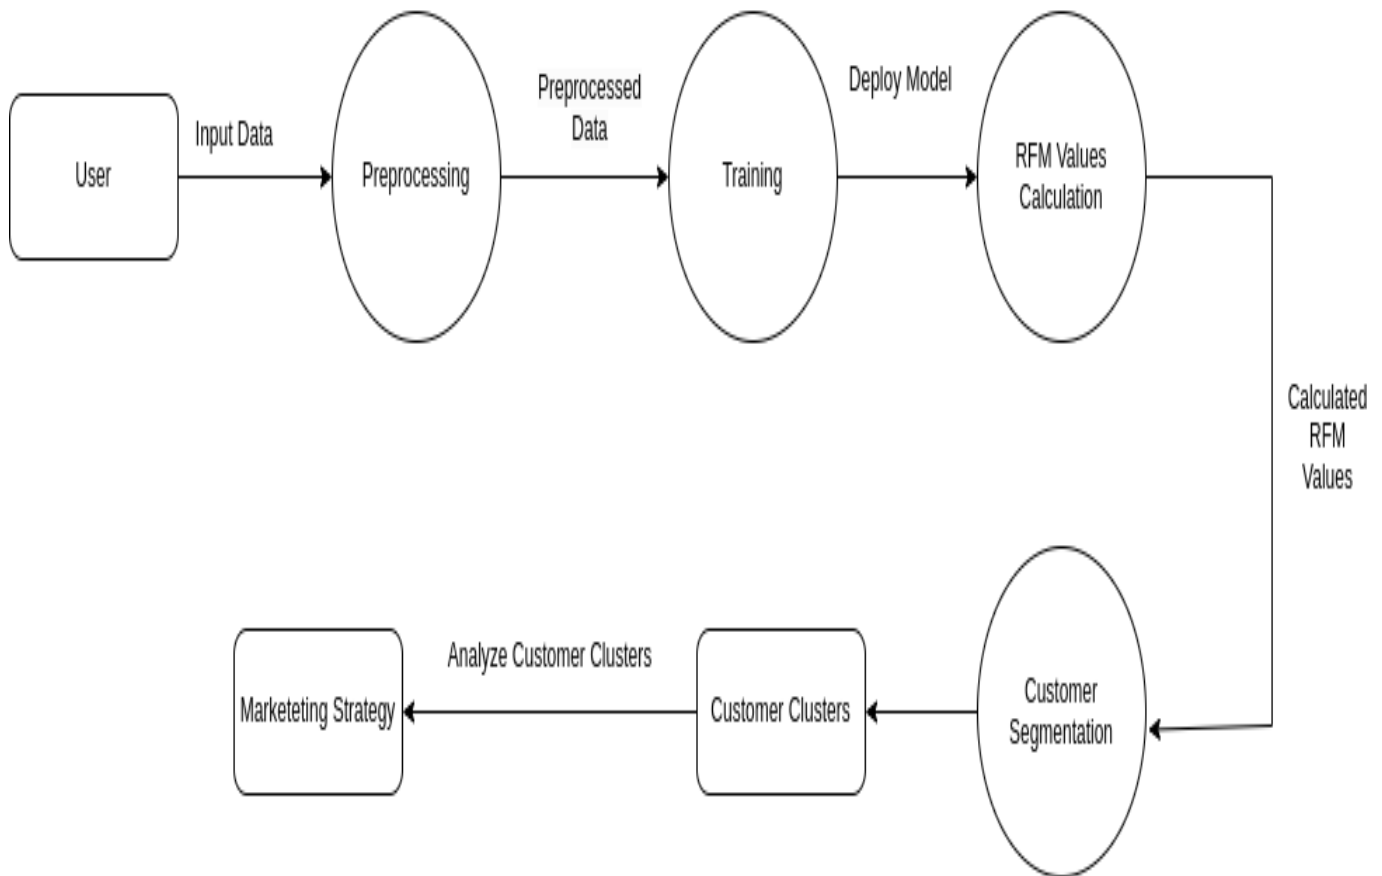 User
Input Data
Preprocessing
Preprocessed
Data
Training
Deploy Model
RFM Values
Calculation
Calculated
RFM
Values
Customer
Segmentation
Customer Clusters
Analyze Customer Clusters
Marketeting Strategy